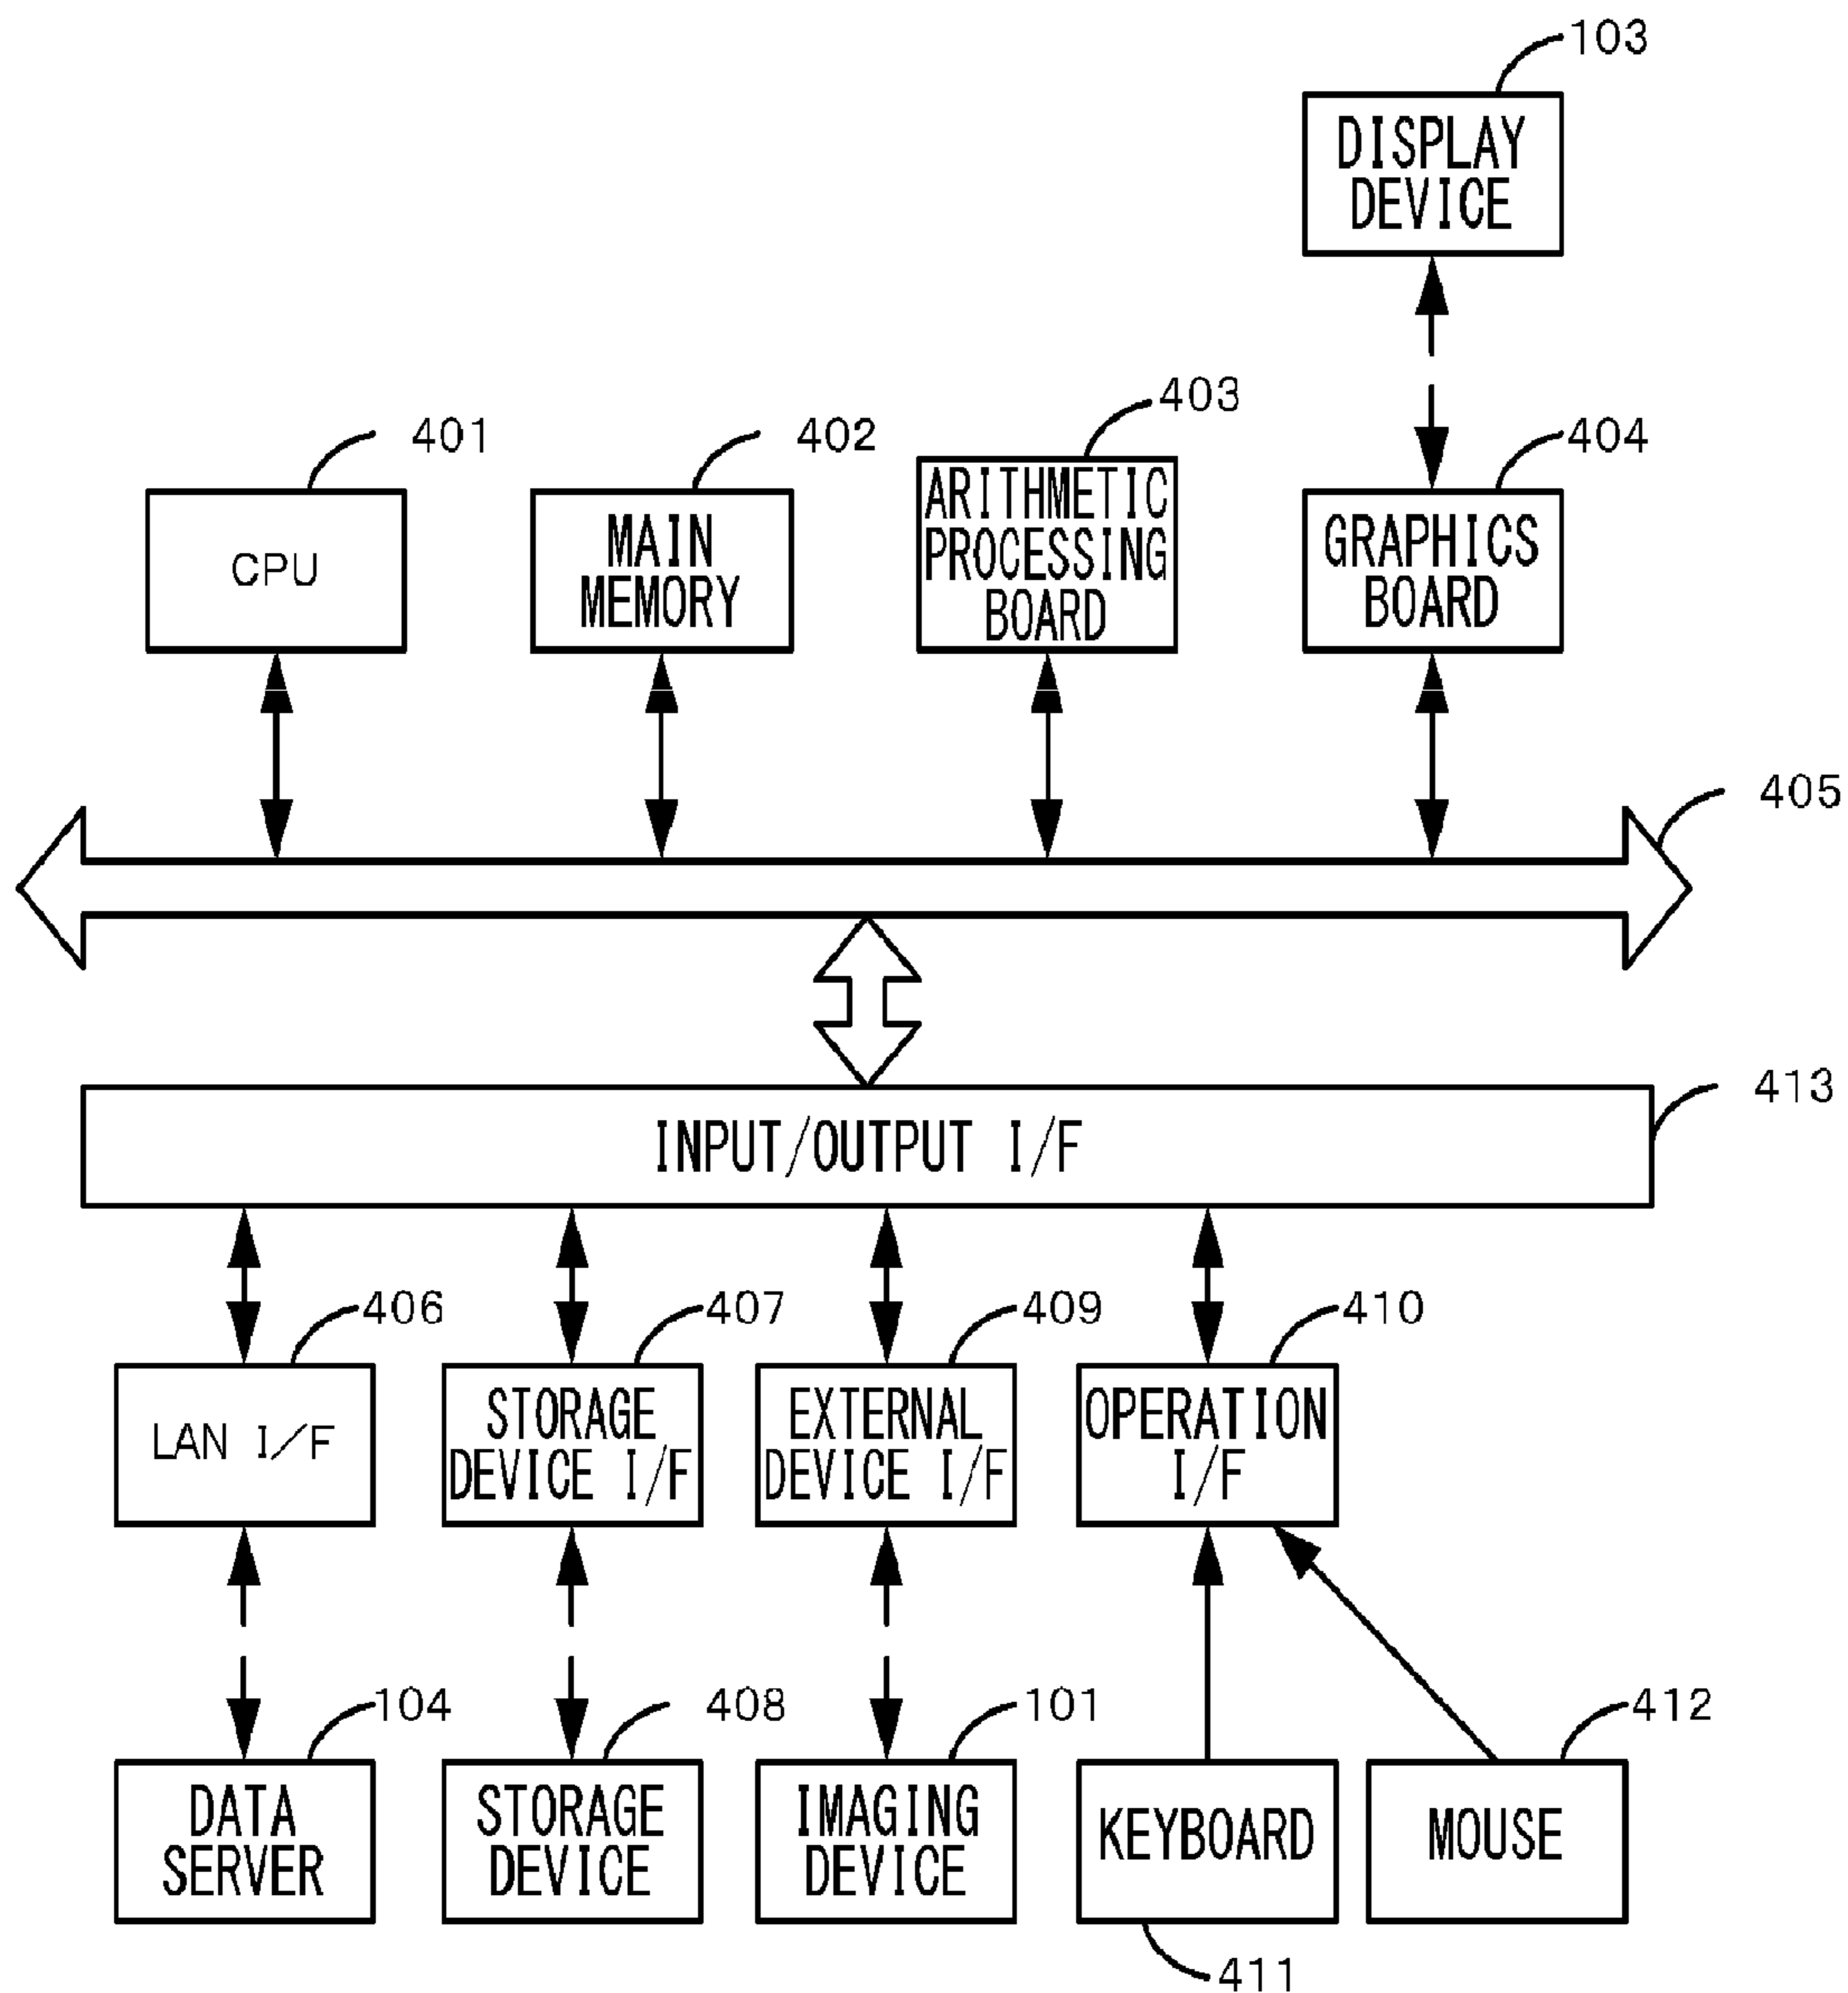 103
DISPLAY
DEVICE
401
402
403
404
CPU
MAIN
MEMORY
ARITHMETIC
PROCESSING
BOARD
GRAPHICS
BOARD
405
413
INPUT/OUTPUT I/F
406
407
409
410
LAN I/F
STORAGE
DEVICE I/F
EXTERNAL
DEVICE I/F
OPERATION
I/F
104
408
101
412
DATA
SERVER
STORAGE
DEVICE
IMAGING
DEVICE
KEYBOARD
MOUSE
411